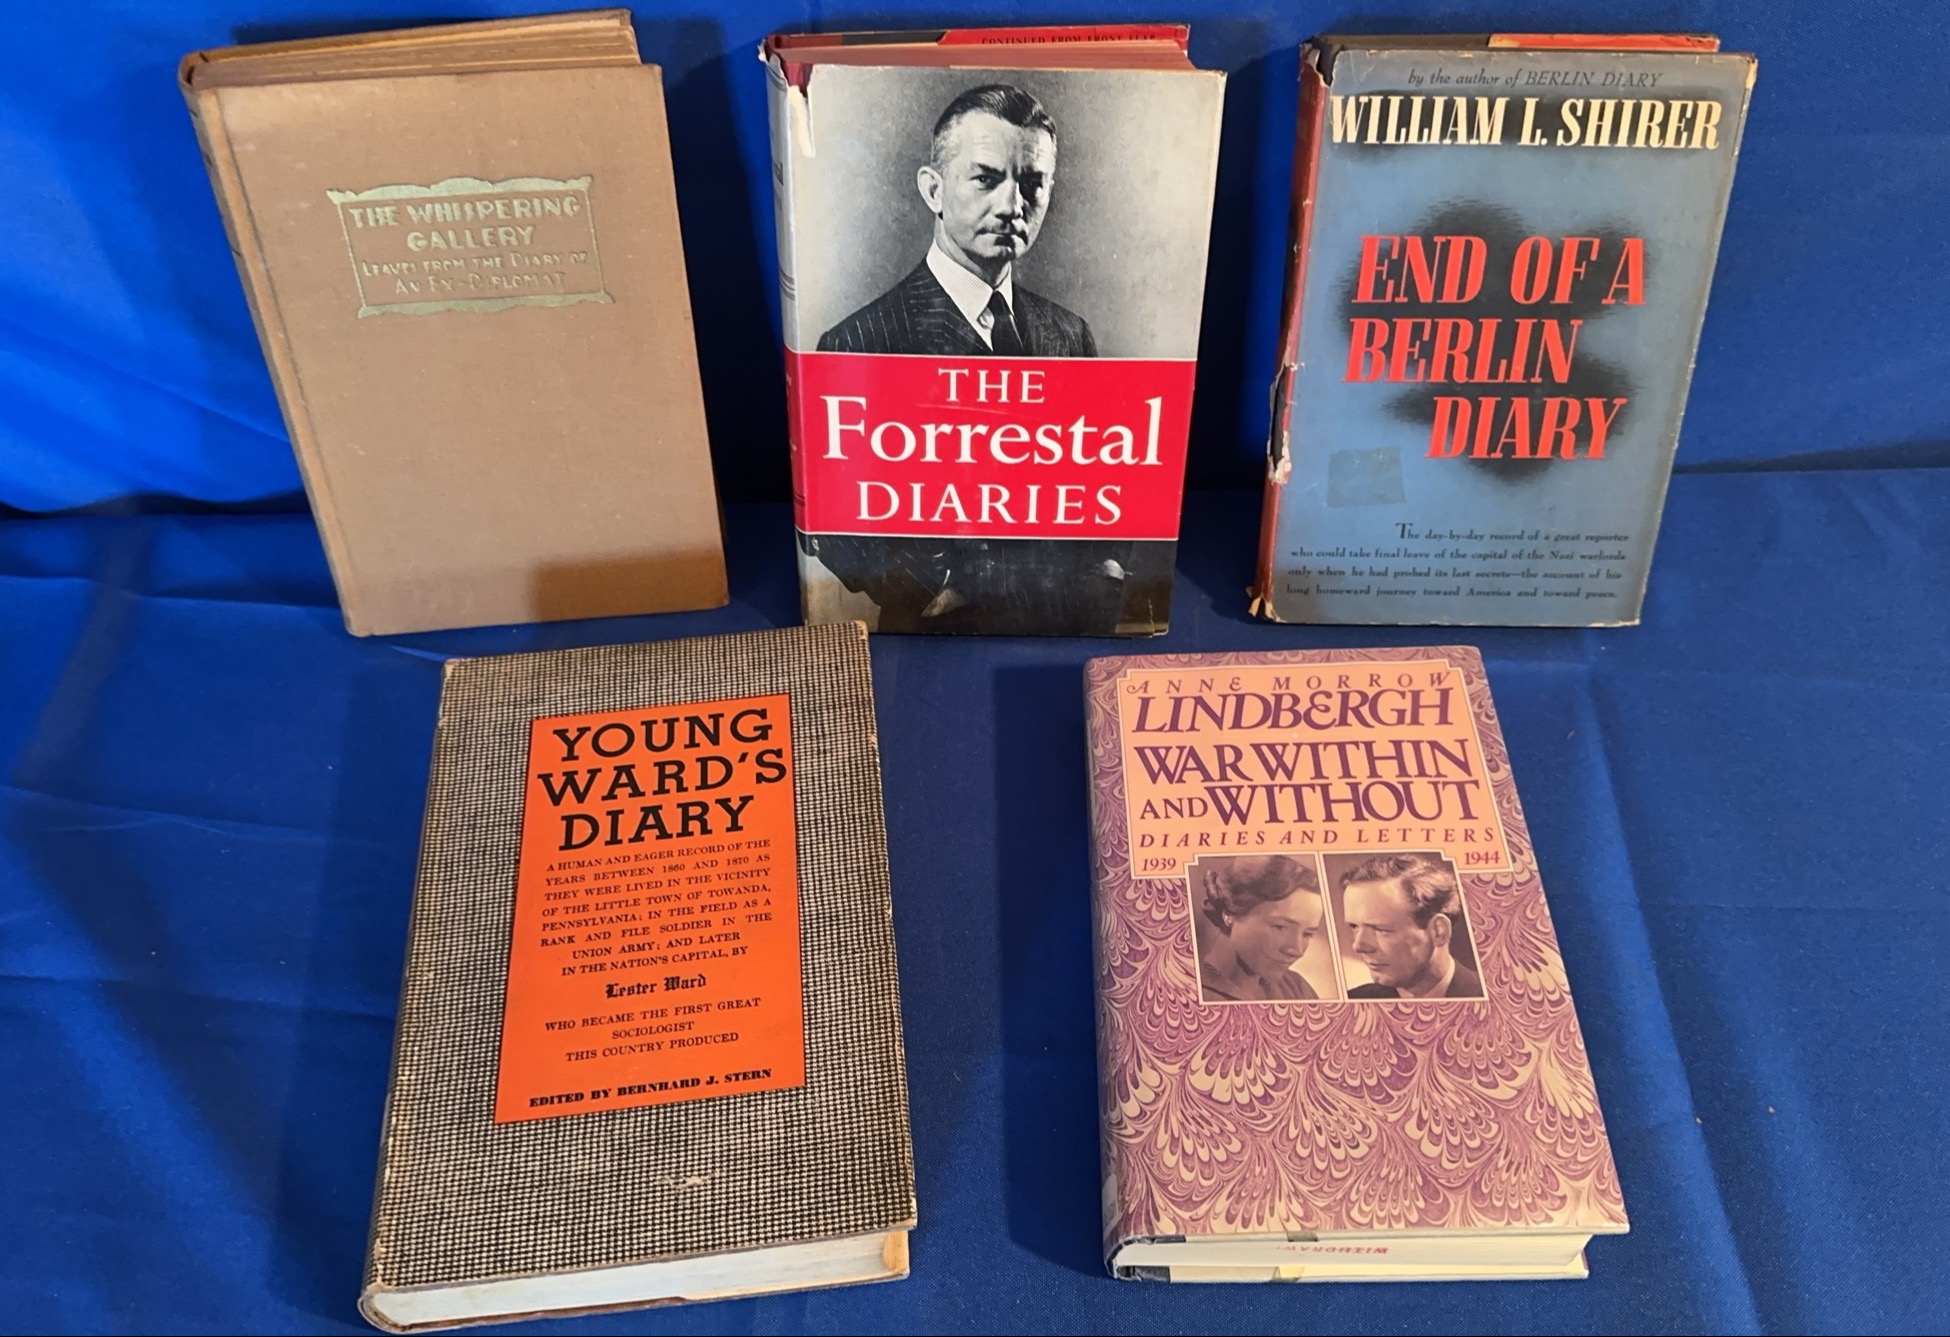 THE WHISPERING
GALLERY
LEAVES FROM THE DIARY OF
AN EX-DIPLOMAT
CONTINUED FROM FRONT FLAP
THE
Forrestal
DIARIES
by the author of BERLIN DIARY
WILLIAM L. SHIRER
END OF A
BERLIN
DIARY
The day-by-day record of a great reporter
who could take final leave of the capital of the Nazi warlords
only when he had probed its last secrets—the account of his
long homeward journey toward America and toward peace.
YOUNG
WARD'S
DIARY
A HUMAN AND EAGER RECORD OF THE
YEARS BETWEEN 1860 AND 1870 AS
THEY WERE LIVED IN THE VICINITY
OF THE LITTLE TOWN OF TOWANDA,
PENNSYLVANIA; IN THE FIELD AS A
RANK AND FILE SOLDIER IN THE
UNION ARMY; AND LATER
IN THE NATION'S CAPITAL, BY
Lester Ward
WHO BECAME THE FIRST GREAT
SOCIOLOGIST
THIS COUNTRY PRODUCED
EDITED BY BERNHARD J. STERN
ANNE MORROW
LINDBERGH
WAR WITHIN
AND WITHOUT
DIARIES AND LETTERS
1939 1944
WITHDRAW